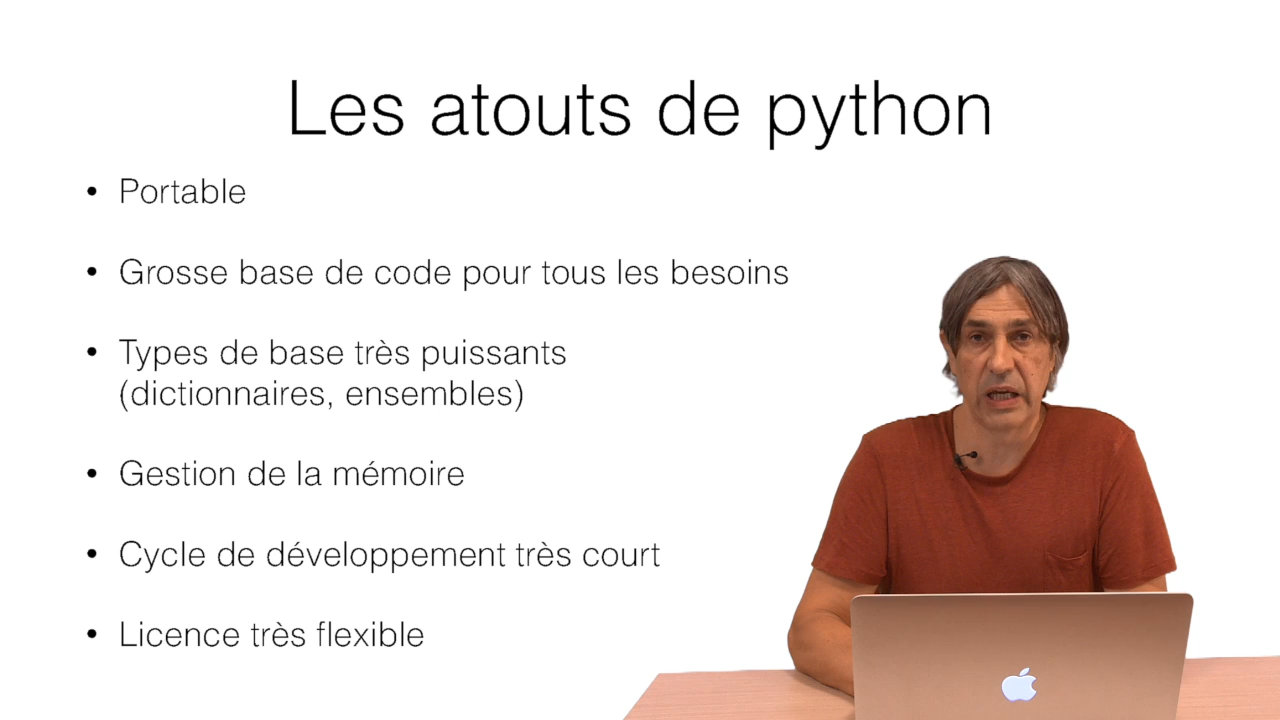 Les atouts de python
• Portable
• Grosse base de code pour tous les besoins
• Types de base très puissants
(dictionnaires, ensembles)
• Gestion de la mémoire
• Cycle de développement très court
• Licence très flexible